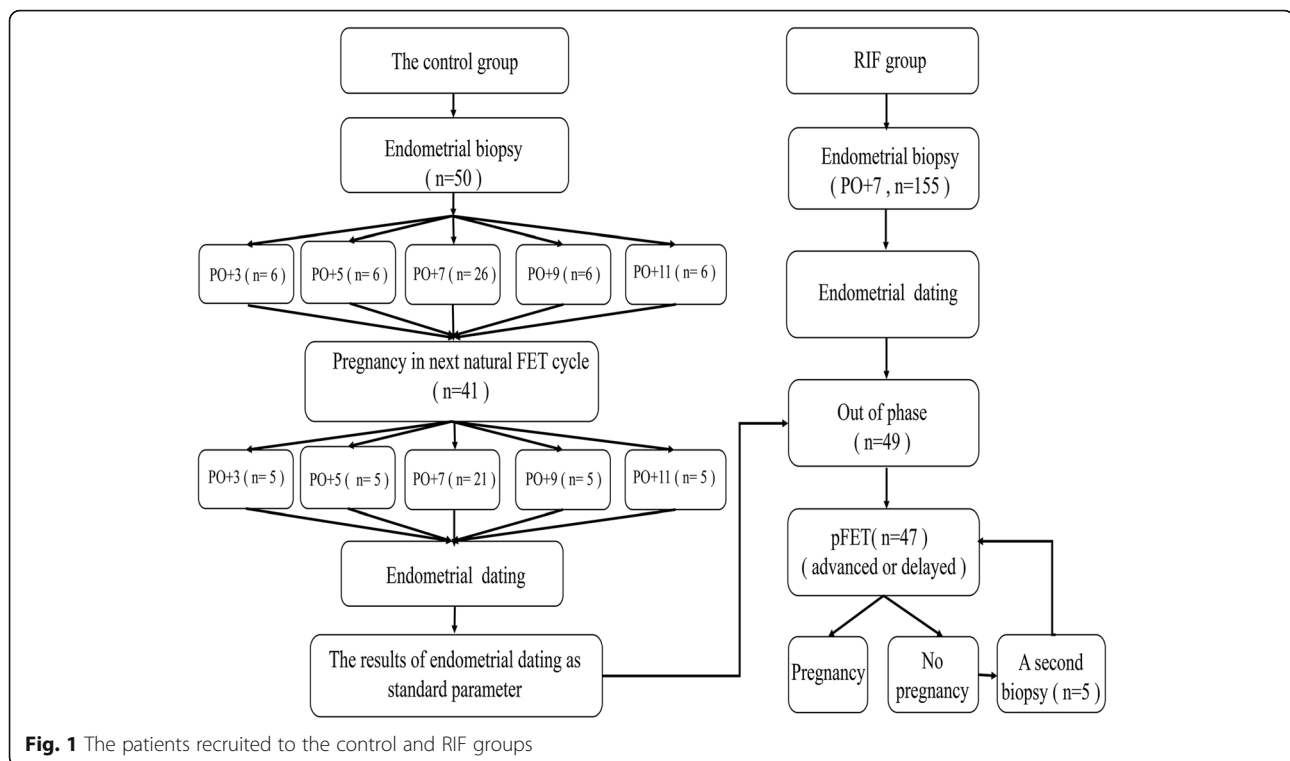 The control group
Endometrial biopsy
( n=50 )
PO+3 ( n= 6 )
PO+5 ( n= 6 )
PO+7 ( n= 26 )
PO+9 ( n=6 )
PO+11 ( n= 6 )
Pregnancy in next natural FET cycle
( n=41 )
PO+3 ( n= 5 )
PO+5 ( n= 5 )
PO+7 ( n= 21 )
PO+9 ( n= 5 )
PO+11 ( n= 5 )
Endometrial dating
The results of endometrial dating as
standard parameter
RIF group
Endometrial biopsy
( PO+7 , n=155 )
Endometrial dating
Out of phase
( n=49 )
pFET( n=47 )
( advanced or delayed )
Pregnancy
No
pregnancy
A second
biopsy ( n=5 )
Fig. 1 The patients recruited to the control and RIF groups